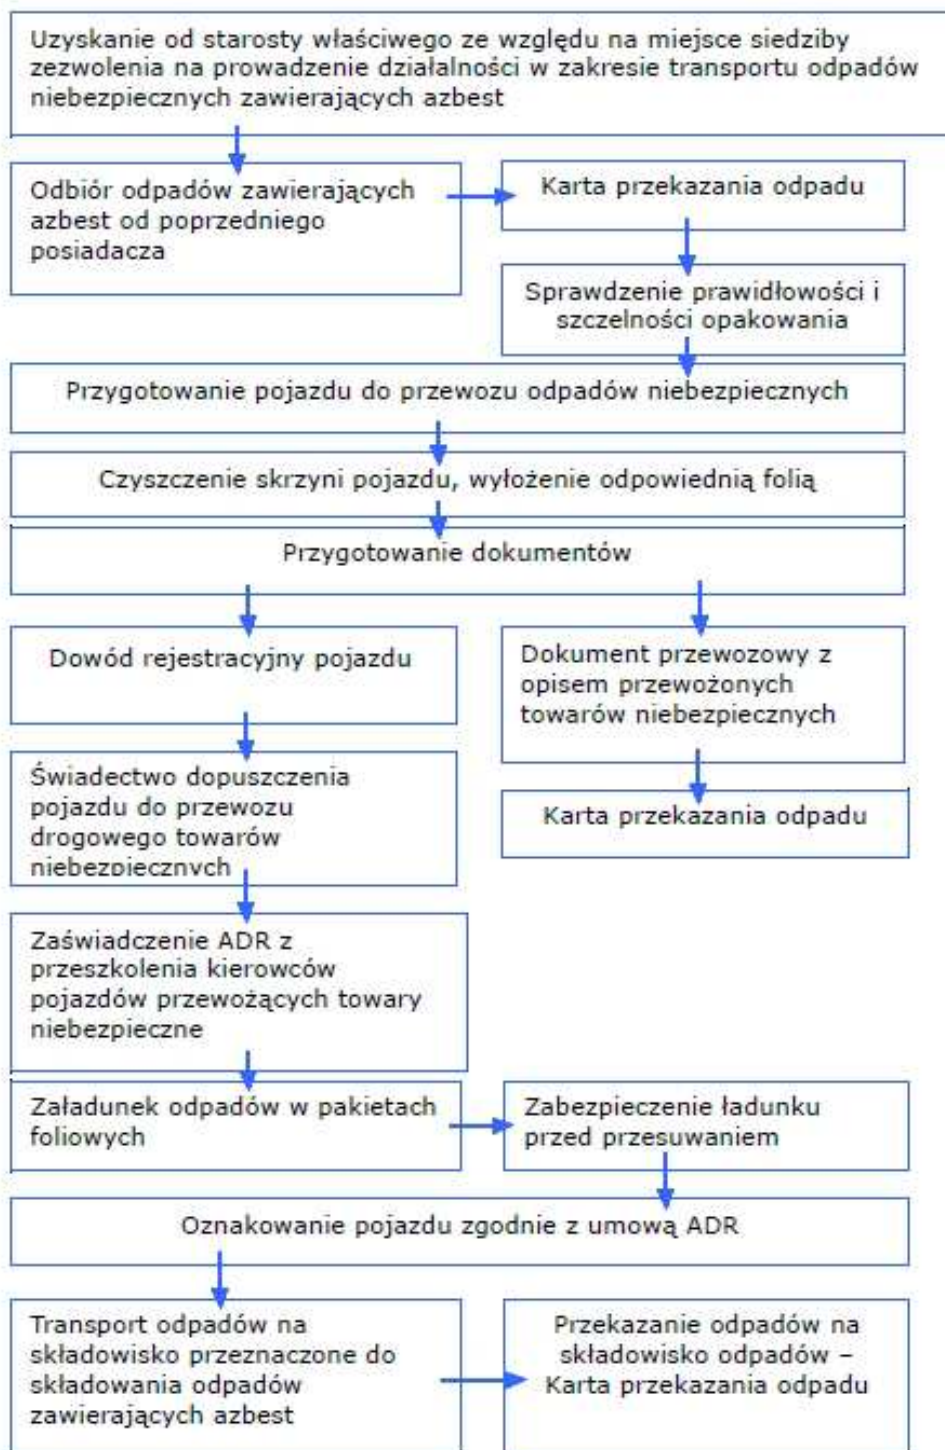 Uzyskanie od starosty właściwego ze względu na miejsce siedziby
zezwolenia na prowadzenie działalności w zakresie transportu odpadów
niebezpiecznych zawierających azbest
Odbiór odpadów zawierających
azbest od poprzedniego
posiadacza
Karta przekazania odpadu
Sprawdzenie prawidłowości i
szczelności opakowania
Przygotowanie pojazdu do przewozu odpadów niebezpiecznych
Czyszczenie skrzyni pojazdu, wyłożenie odpowiednią folią
Przygotowanie dokumentów
Dowód rejestracyjny pojazdu
Świadectwo dopuszczenia
pojazdu do przewozu
drogowego towarów
niebezpiecznych
Dokument przewozowy z
opisem przewożonych
towarów niebezpiecznych
Karta przekazania odpadu
Zaświadczenie ADR z
przeszkolenia kierowców
pojazdów przewożących towary
niebezpieczne
Załadunek odpadów w pakietach
foliowych
Zabezpieczenie ładunku
przed przesuwaniem
Oznakowanie pojazdu zgodnie z umową ADR
Transport odpadów na
składowisko przeznaczone do
składowania odpadów
zawierających azbest
Przekazanie odpadów na
składowisko odpadów –
Karta przekazania odpadu